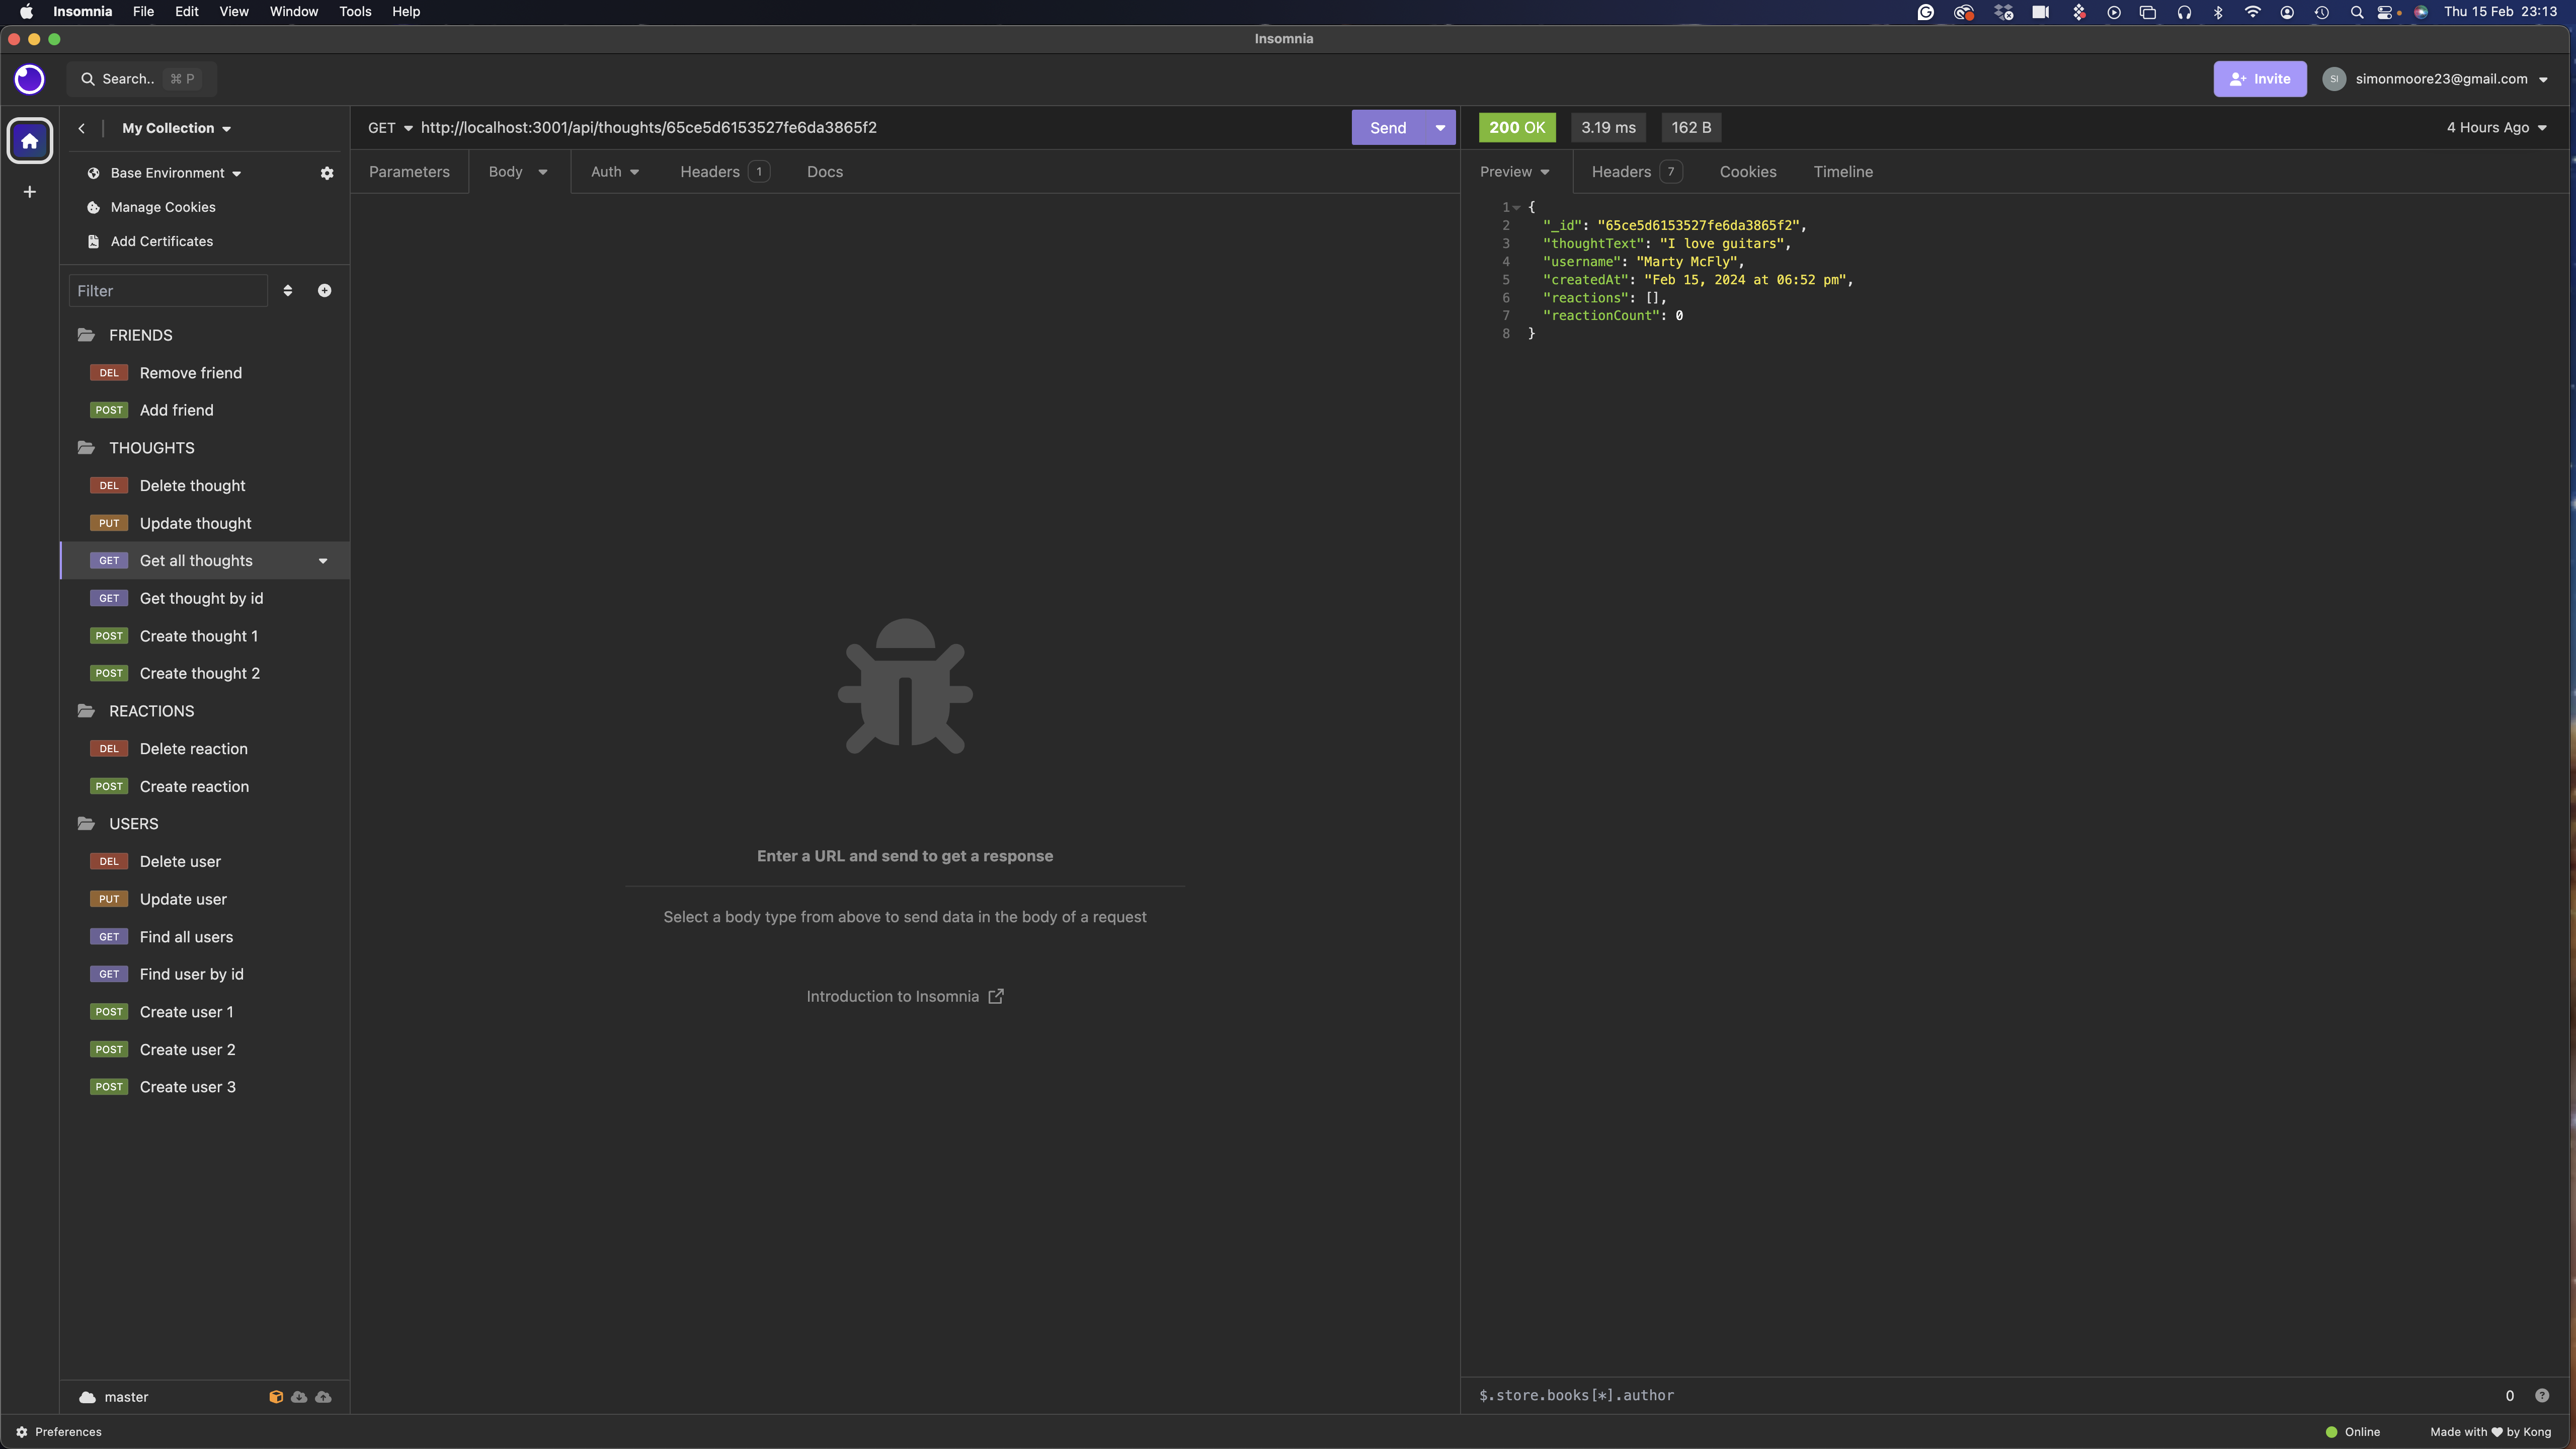 Insomnia File Edit View Window Tools Help
Thu 15 Feb 23:13
Insomnia
Search.. ⌘ P
Invite
SI
simonmoore23@gmail.com
My Collection
Base Environment
Manage Cookies
Add Certificates
Filter
FRIENDS
DEL Remove friend
POST Add friend
THOUGHTS
DEL Delete thought
PUT Update thought
GET Get all thoughts
GET Get thought by id
POST Create thought 1
POST Create thought 2
REACTIONS
DEL Delete reaction
POST Create reaction
USERS
DEL Delete user
PUT Update user
GET Find all users
GET Find user by id
POST Create user 1
POST Create user 2
POST Create user 3
master
GET http://localhost:3001/api/thoughts/65ce5d6153527fe6da3865f2
Send
Parameters Body Auth Headers 1 Docs
Enter a URL and send to get a response
Select a body type from above to send data in the body of a request
Introduction to Insomnia
200 OK 3.19 ms 162 B
4 Hours Ago
Preview Headers 7 Cookies Timeline
1 {
2 "_id": "65ce5d6153527fe6da3865f2",
3 "thoughtText": "I love guitars",
4 "username": "Marty McFly",
5 "createdAt": "Feb 15, 2024 at 06:52 pm",
6 "reactions": [],
7 "reactionCount": 0
8 }
$.store.books[*].author
0 ?
Preferences
Online
Made with ♥ by Kong